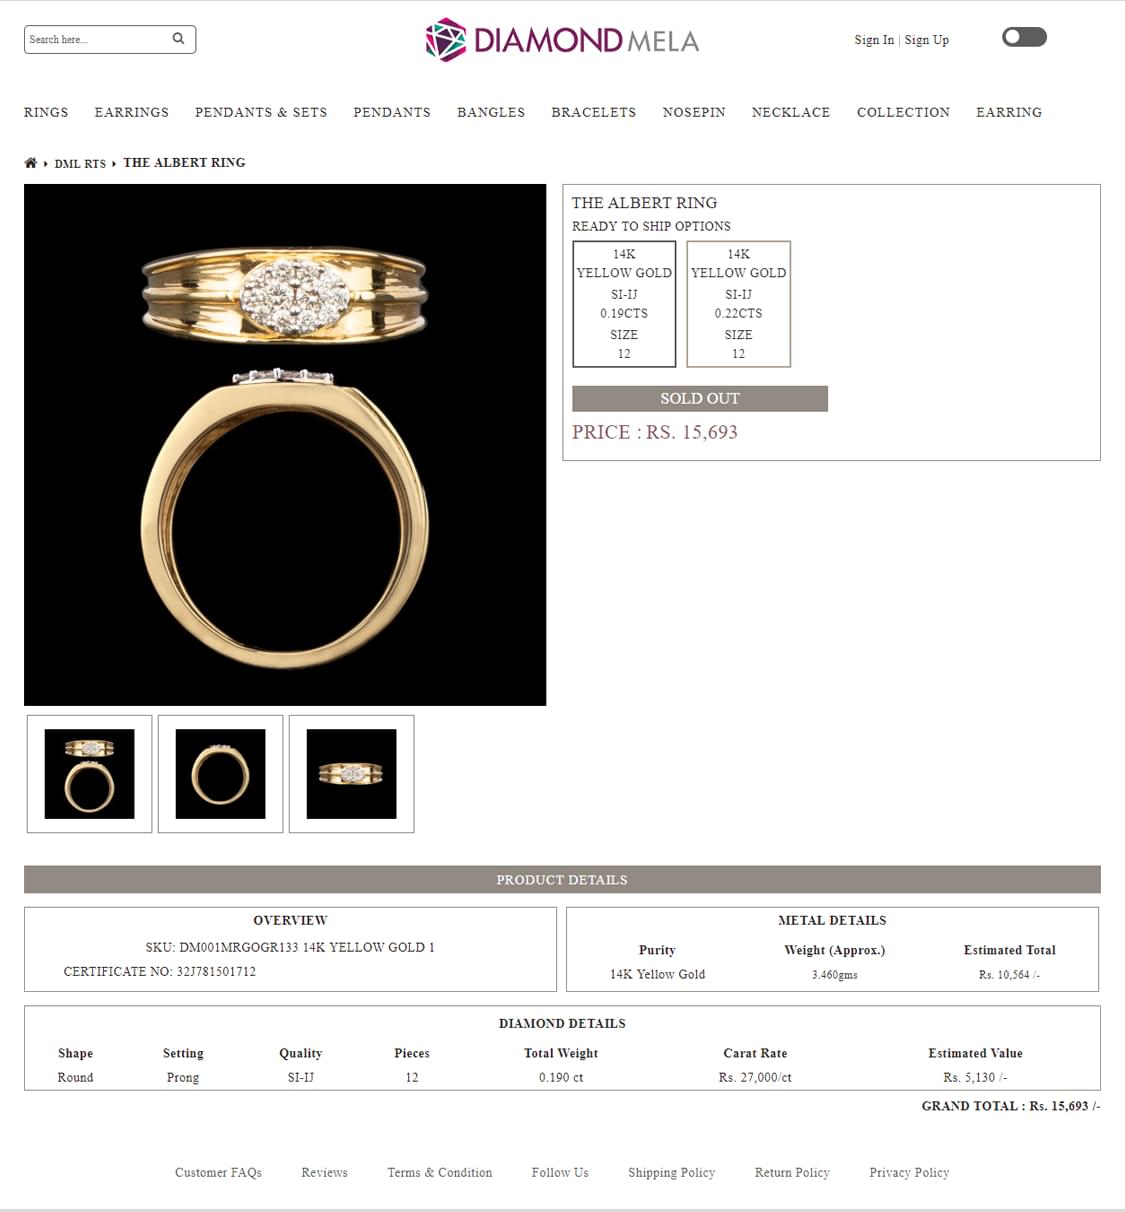 Search here...
DIAMOND MELA
Sign In | Sign Up
RINGS EARRINGS PENDANTS & SETS PENDANTS BANGLES BRACELETS NOSEPIN NECKLACE COLLECTION EARRING
DML RTS THE ALBERT RING
THE ALBERT RING
READY TO SHIP OPTIONS
14K
YELLOW GOLD
SI-IJ
0.19CTS
SIZE
12
14K
YELLOW GOLD
SI-IJ
0.22CTS
SIZE
12
SOLD OUT
PRICE : RS. 15,693
PRODUCT DETAILS
OVERVIEW
SKU: DM001MRGOGR133 14K YELLOW GOLD 1
CERTIFICATE NO: 32J781501712
METAL DETAILS
Purity Weight (Approx.) Estimated Total
14K Yellow Gold 3.460gms Rs. 10,564 /-
DIAMOND DETAILS
Shape Setting Quality Pieces Total Weight Carat Rate Estimated Value
Round Prong SI-IJ 12 0.190 ct Rs. 27,000/ct Rs. 5,130 /-
GRAND TOTAL : Rs. 15,693 /-
Customer FAQs Reviews Terms & Condition Follow Us Shipping Policy Return Policy Privacy Policy